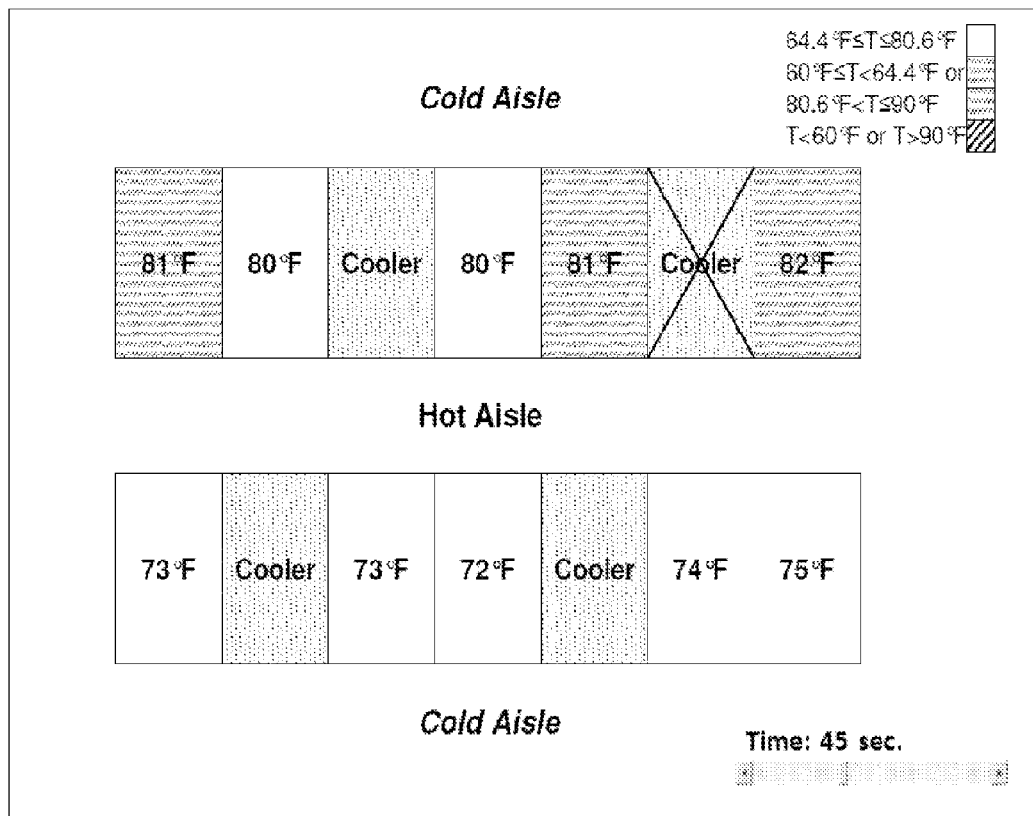 64.4°F≤T≤80.6°F
60°F≤T<64.4°F or
80.6°F<T≤90°F
T<60°F or T>90°F
Cold Aisle
81°F 80°F Cooler 80°F 81°F Cooler 82°F
Hot Aisle
73°F Cooler 73°F 72°F Cooler 74°F 75°F
Cold Aisle
Time: 45 sec.